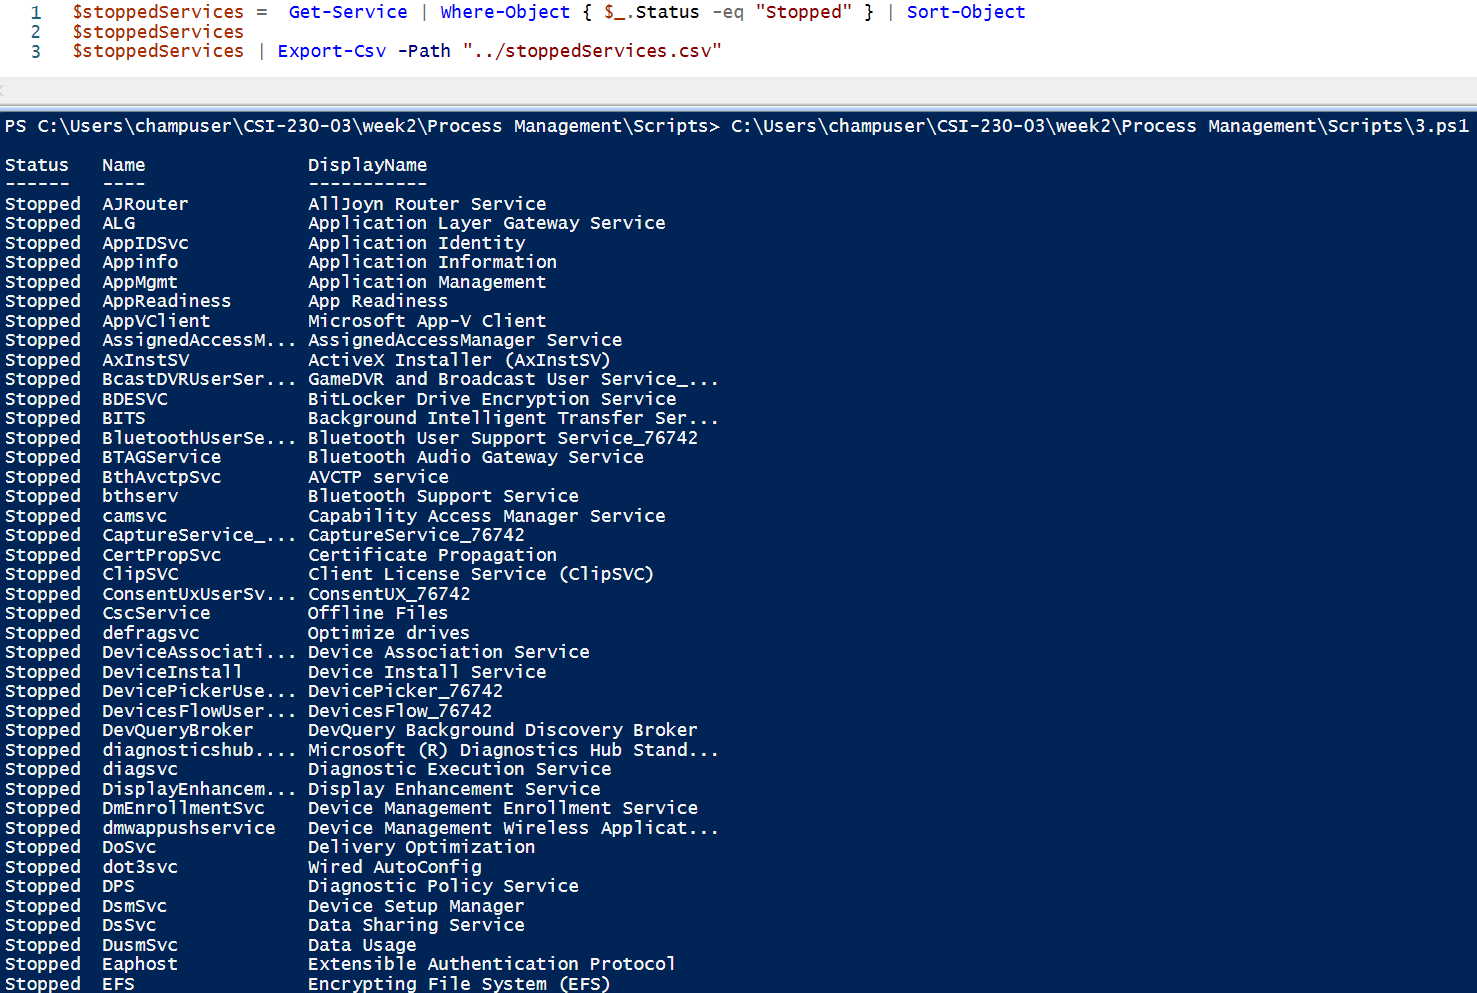 1 $stoppedServices =  Get-Service | Where-Object { $_.Status -eq "Stopped" } | Sort-Object
2 $stoppedServices
3 $stoppedServices | Export-Csv -Path "../stoppedServices.csv"
PS C:\Users\champuser\CSI-230-03\week2\Process Management\Scripts> C:\Users\champuser\CSI-230-03\week2\Process Management\Scripts\3.ps1
Status Name DisplayName
------ ---- -----------
Stopped AJRouter AllJoyn Router Service
Stopped ALG Application Layer Gateway Service
Stopped AppIDSvc Application Identity
Stopped Appinfo Application Information
Stopped AppMgmt Application Management
Stopped AppReadiness App Readiness
Stopped AppVClient Microsoft App-V Client
Stopped AssignedAccessM... AssignedAccessManager Service
Stopped AxInstSV ActiveX Installer (AxInstSV)
Stopped BcastDVRUserSer... GameDVR and Broadcast User Service_...
Stopped BDESVC BitLocker Drive Encryption Service
Stopped BITS Background Intelligent Transfer Ser...
Stopped BluetoothUserSe... Bluetooth User Support Service_76742
Stopped BTAGService Bluetooth Audio Gateway Service
Stopped BthAvctpSvc AVCTP service
Stopped bthserv Bluetooth Support Service
Stopped camsvc Capability Access Manager Service
Stopped CaptureService_... CaptureService_76742
Stopped CertPropSvc Certificate Propagation
Stopped ClipSVC Client License Service (ClipSVC)
Stopped ConsentUxUserSv... ConsentUX_76742
Stopped CscService Offline Files
Stopped defragsvc Optimize drives
Stopped DeviceAssociati... Device Association Service
Stopped DeviceInstall Device Install Service
Stopped DevicePickerUse... DevicePicker_76742
Stopped DevicesFlowUser... DevicesFlow_76742
Stopped DevQueryBroker DevQuery Background Discovery Broker
Stopped diagnosticshub.... Microsoft (R) Diagnostics Hub Stand...
Stopped diagsvc Diagnostic Execution Service
Stopped DisplayEnhancem... Display Enhancement Service
Stopped DmEnrollmentSvc Device Management Enrollment Service
Stopped dmwappushservice Device Management Wireless Applicat...
Stopped DoSvc Delivery Optimization
Stopped dot3svc Wired AutoConfig
Stopped DPS Diagnostic Policy Service
Stopped DsmSvc Device Setup Manager
Stopped DsSvc Data Sharing Service
Stopped DusmSvc Data Usage
Stopped Eaphost Extensible Authentication Protocol
Stopped EFS Encrypting File System (EFS)